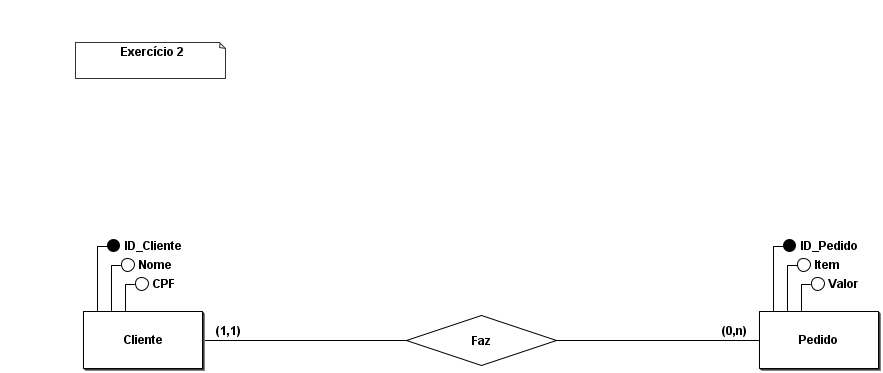 Exercício 2
ID_Cliente
Nome
CPF
Cliente
(1,1)
Faz
(0,n)
ID_Pedido
Item
Valor
Pedido